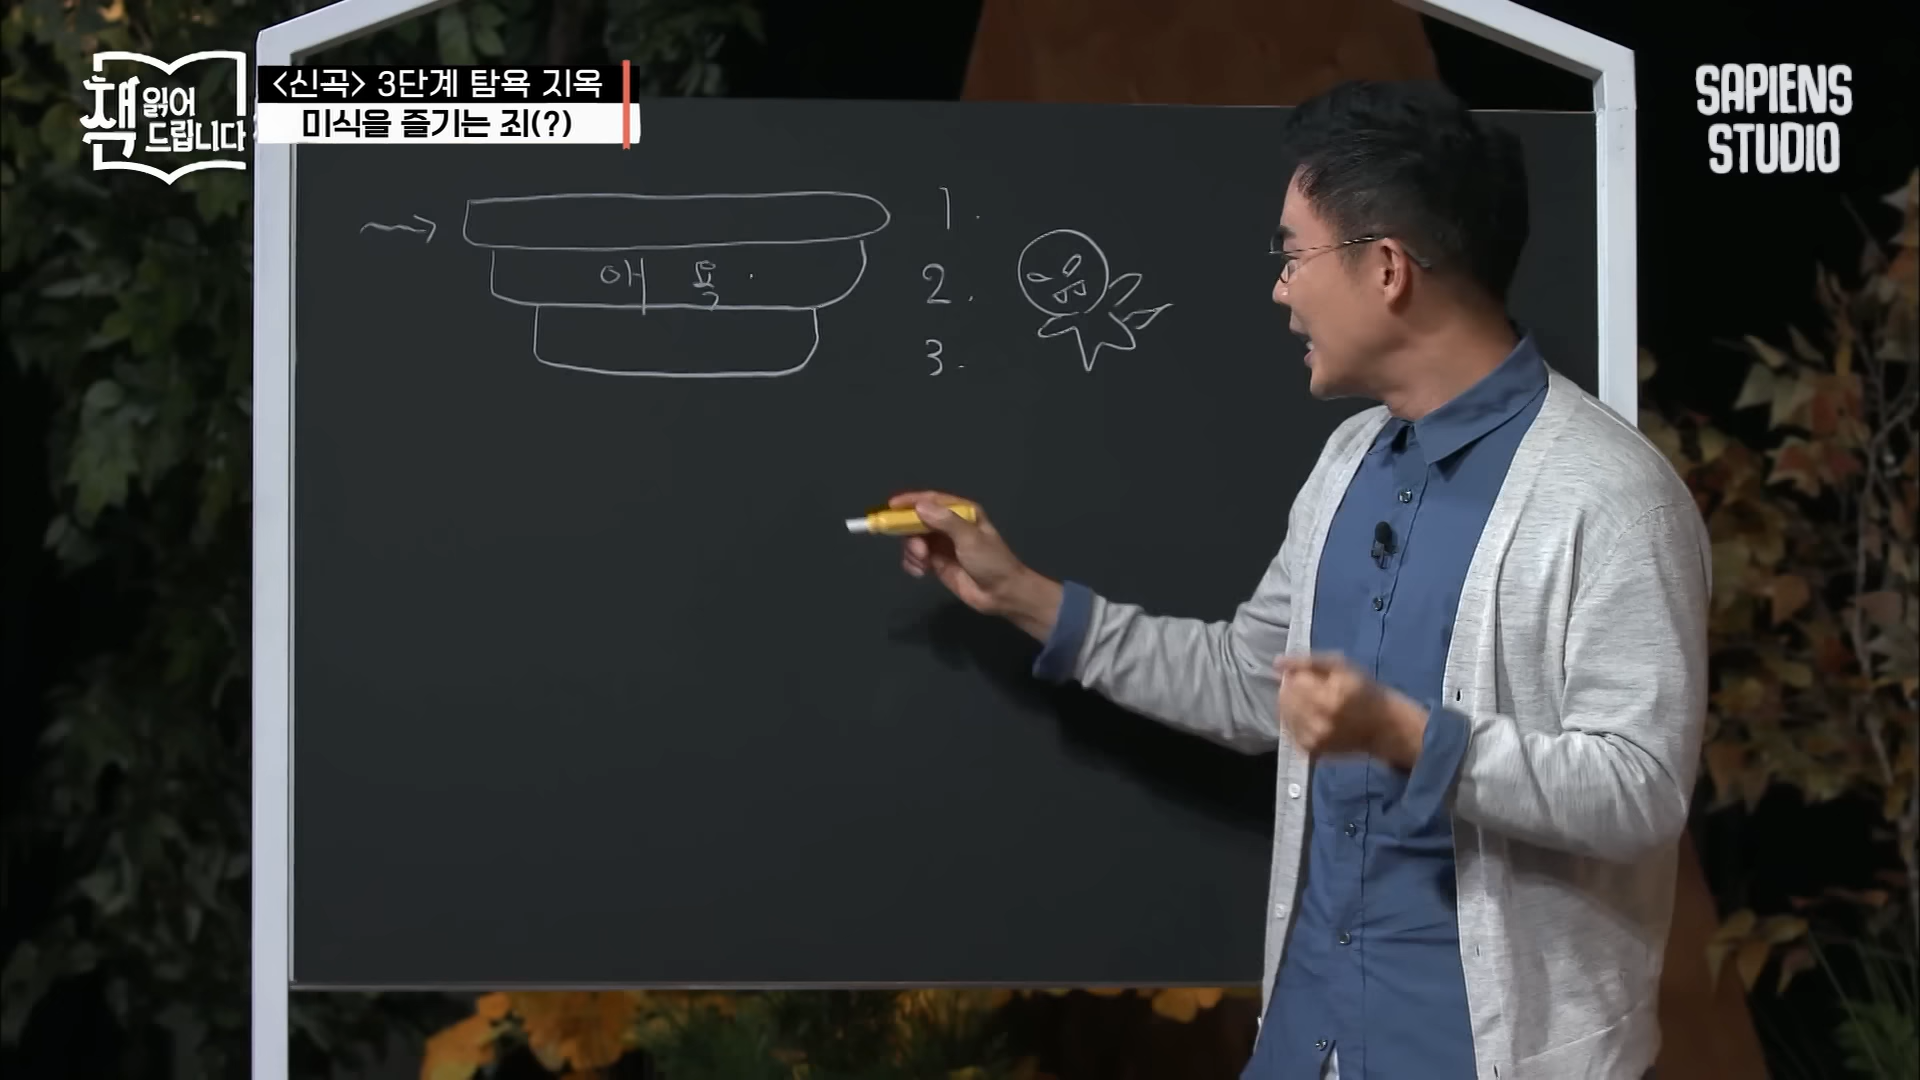 책 읽어
드립니다
<신곡> 3단계 탐욕 지옥
미식을 즐기는 죄(?)
SAPIENS
STUDIO
1.
애 욕.
2.
3.